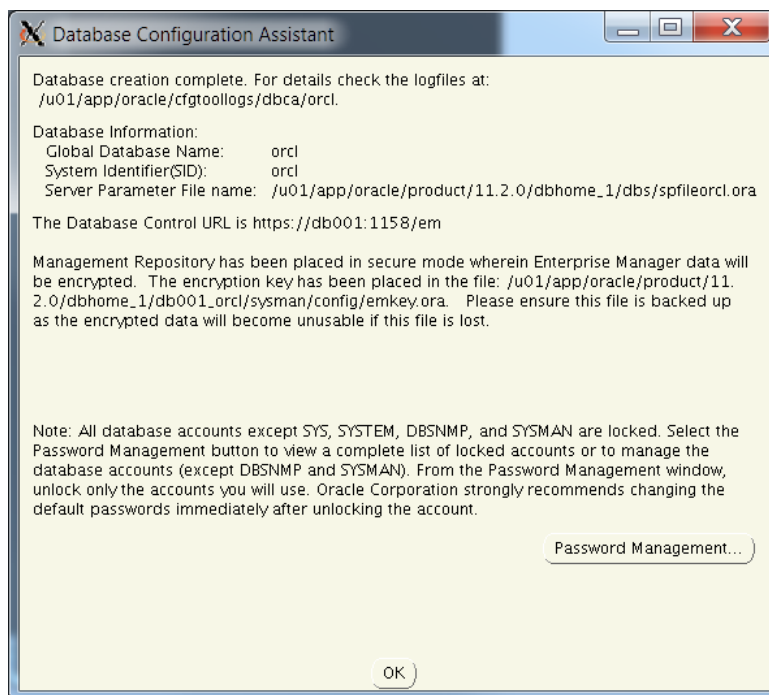 Database Configuration Assistant
Database creation complete. For details check the logfiles at:
/u01/app/oracle/cfgtoollogs/dbca/orcl.
Database Information:
Global Database Name: orcl
System Identifier(SID): orcl
Server Parameter File name: /u01/app/oracle/product/11.2.0/dbhome_1/dbs/spfileorcl.ora
The Database Control URL is https://db001:1158/em
Management Repository has been placed in secure mode wherein Enterprise Manager data will
be encrypted. The encryption key has been placed in the file: /u01/app/oracle/product/11.
2.0/dbhome_1/db001_orcl/sysman/config/emkey.ora. Please ensure this file is backed up
as the encrypted data will become unusable if this file is lost.
Note: All database accounts except SYS, SYSTEM, DBSNMP, and SYSMAN are locked. Select the
Password Management button to view a complete list of locked accounts or to manage the
database accounts (except DBSNMP and SYSMAN). From the Password Management window,
unlock only the accounts you will use. Oracle Corporation strongly recommends changing the
default passwords immediately after unlocking the account.
Password Management...
OK